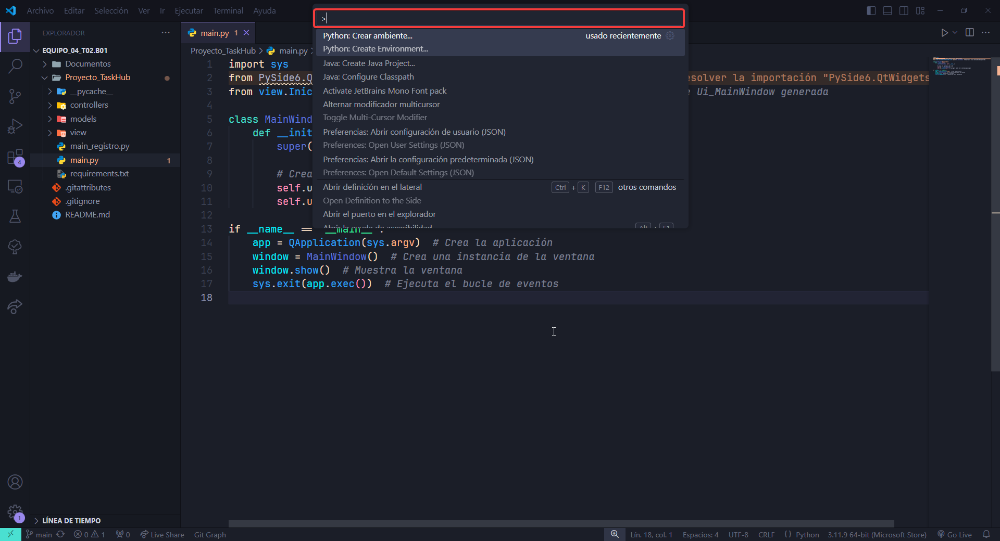 Archivo Editar Selección Ver Ir Ejecutar Terminal Ayuda
>
Python: Crear ambiente... usado recientemente
Python: Create Environment...
Java: Create Java Project...
Java: Configure Classpath
Activate JetBrains Mono Font pack
Alternar modificador multicursor
Toggle Multi-Cursor Modifier
Preferencias: Abrir configuración de usuario (JSON)
Preferences: Open User Settings (JSON)
Preferencias: Abrir la configuración predeterminada (JSON)
Preferences: Open Default Settings (JSON)
Abrir definición en el lateral Ctrl + K F12 otros comandos
Open Definition to the Side
Abrir el puerto en el explorador
Abrir la ayuda de accesibilidad Alt + F1
EXPLORADOR
EQUIPO_04_T02.B01
Documentos
Proyecto_TaskHub
__pycache__
controllers
models
view
main_registro.py
main.py 1
requirements.txt
.gitattributes
.gitignore
README.md
LÍNEA DE TIEMPO
4
1
main.py 1
Proyecto_TaskHub > main.py >
1 import sys
2 from PySide6.Q esolver la importación "PySide6.QtWidgets
3 from view.Inic e Ui_MainWindow generada
4
5 class MainWind
6 def __init
7 super(
8
9 # Crea
10 self.u
11 self.u
12
13 if __name__ == "__main__":
14 app = QApplication(sys.argv) # Crea la aplicación
15 window = MainWindow() # Crea una instancia de la ventana
16 window.show() # Muestra la ventana
17 sys.exit(app.exec()) # Ejecuta el bucle de eventos
18
main 0 1 0 Live Share Git Graph Lín. 18, col. 1 Espacios: 4 UTF-8 CRLF {} Python 3.11.9 64-bit (Microsoft Store) Go Live